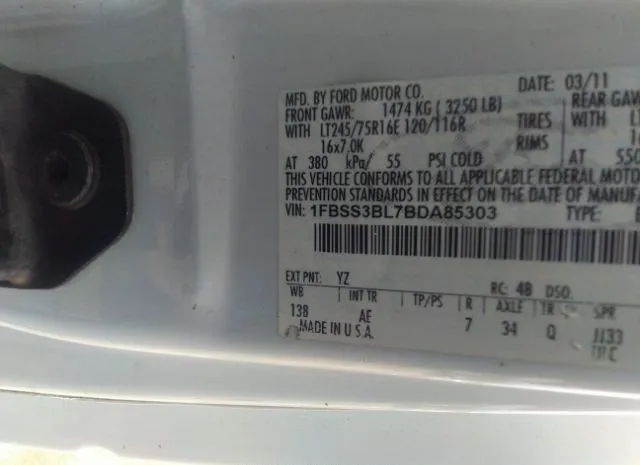 MFD. BY FORD MOTOR CO. DATE: 03/11
FRONT GAWR: 1474 KG ( 3250 LB) REAR GAW
WITH LT245/75R16E 120/116R TIRES WITH LT
16x7.0K RIMS
AT 380 kPa/ 55 PSI COLD AT 550
THIS VEHICLE CONFORMS TO ALL APPLICABLE FEDERAL MOTO
PREVENTION STANDARDS IN EFFECT ON THE DATE OF MANUFA
VIN: 1FBSS3BL7BDA85303 TYPE:
EXT PNT: YZ RC: 48 DSO:
WB INT TR TP/PS R AXLE TR SPR
138 AE 7 34 Q JJ33
MADE IN U.S.A.